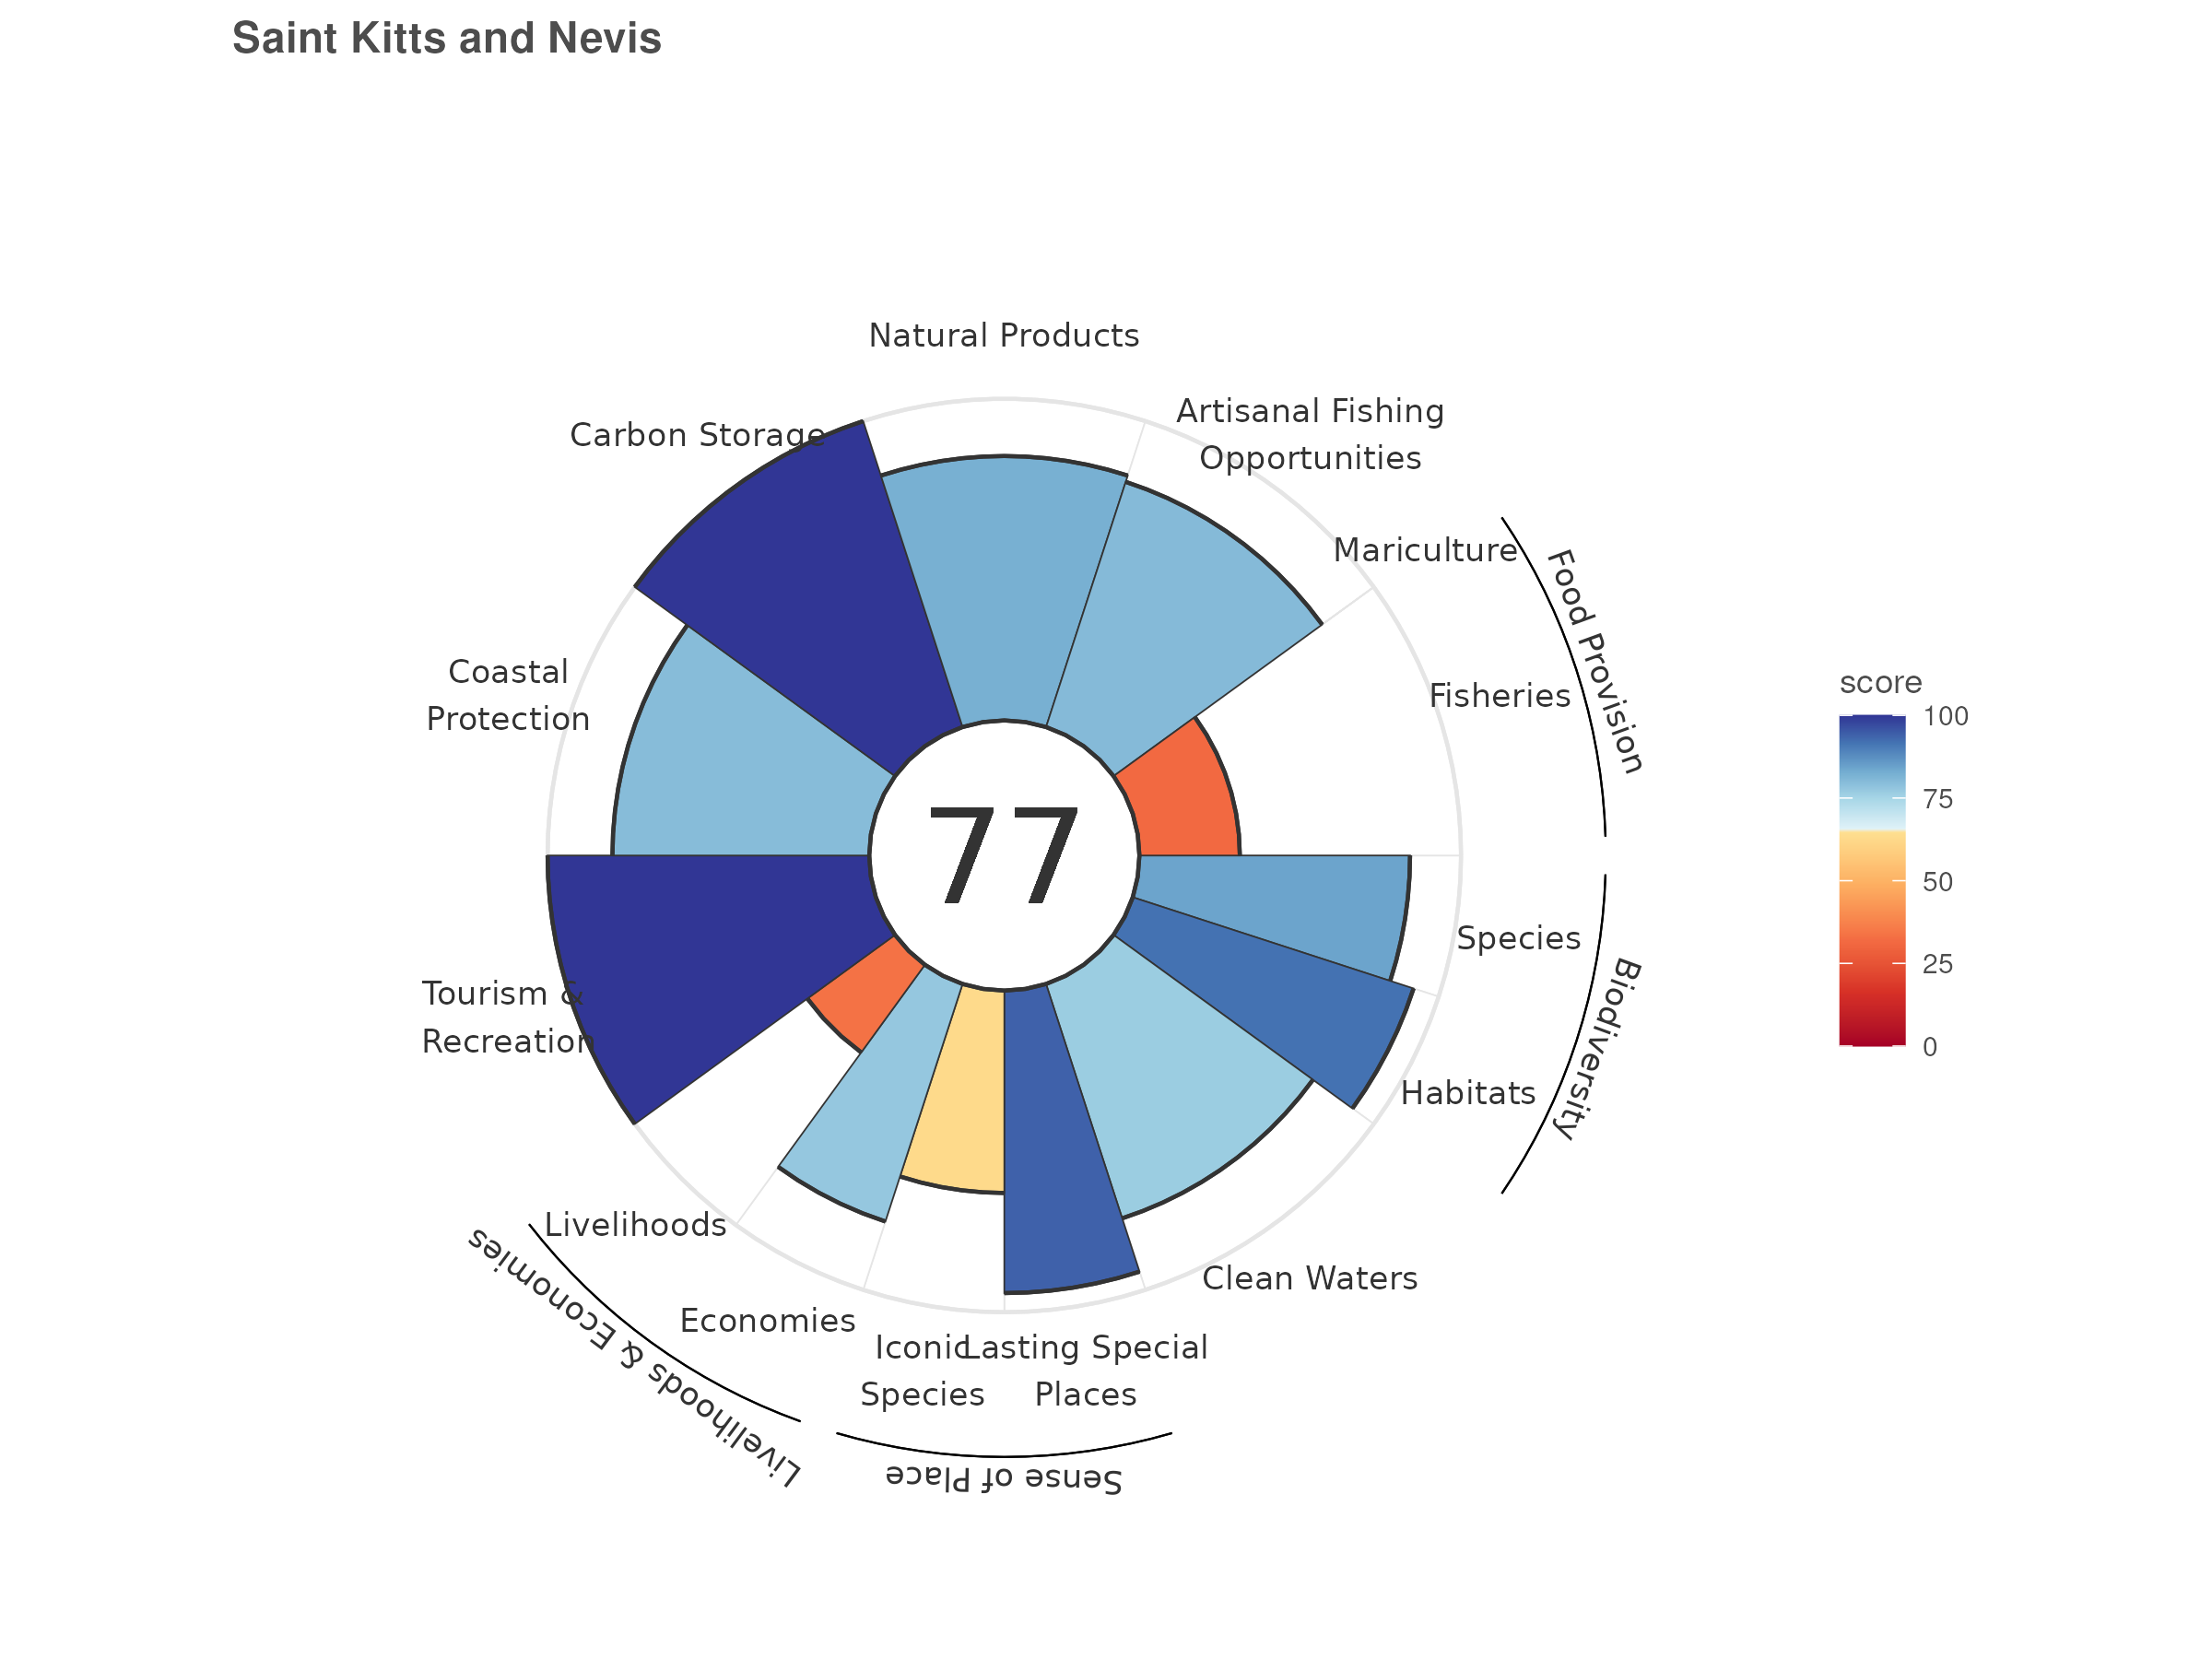 Saint Kitts and Nevis
Natural Products
Artisanal Fishing
Opportunities
Carbon Storage
Mariculture
Food Provision
Fisheries
Coastal
Protection
77
score
100
75
50
25
0
Species
Biodiversity
Tourism &
Recreation
Habitats
Livelihoods
Clean Waters
Economies
Livelihoods & Economies
Iconic
Species
Lasting Special
Places
Sense of Place